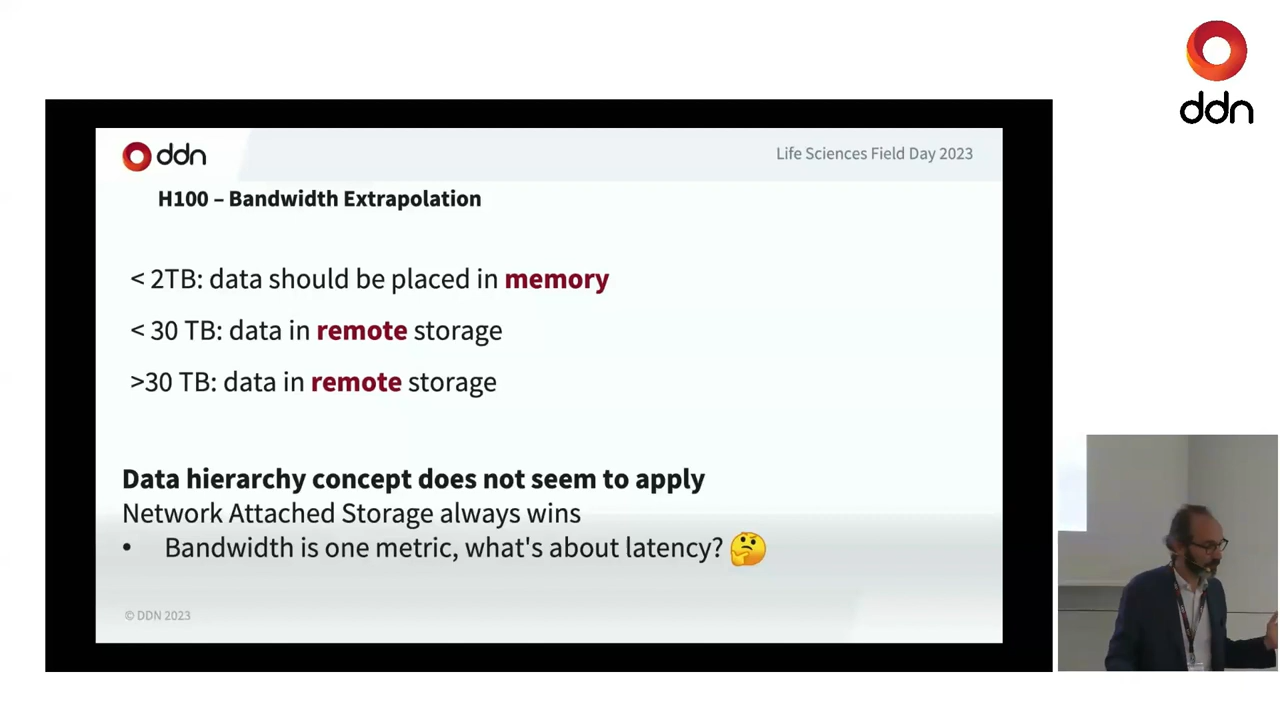 ddn
ddn
Life Sciences Field Day 2023
H100 – Bandwidth Extrapolation
< 2TB: data should be placed in memory
< 30 TB: data in remote storage
>30 TB: data in remote storage
Data hierarchy concept does not seem to apply
Network Attached Storage always wins
• Bandwidth is one metric, what's about latency? 🤔
© DDN 2023